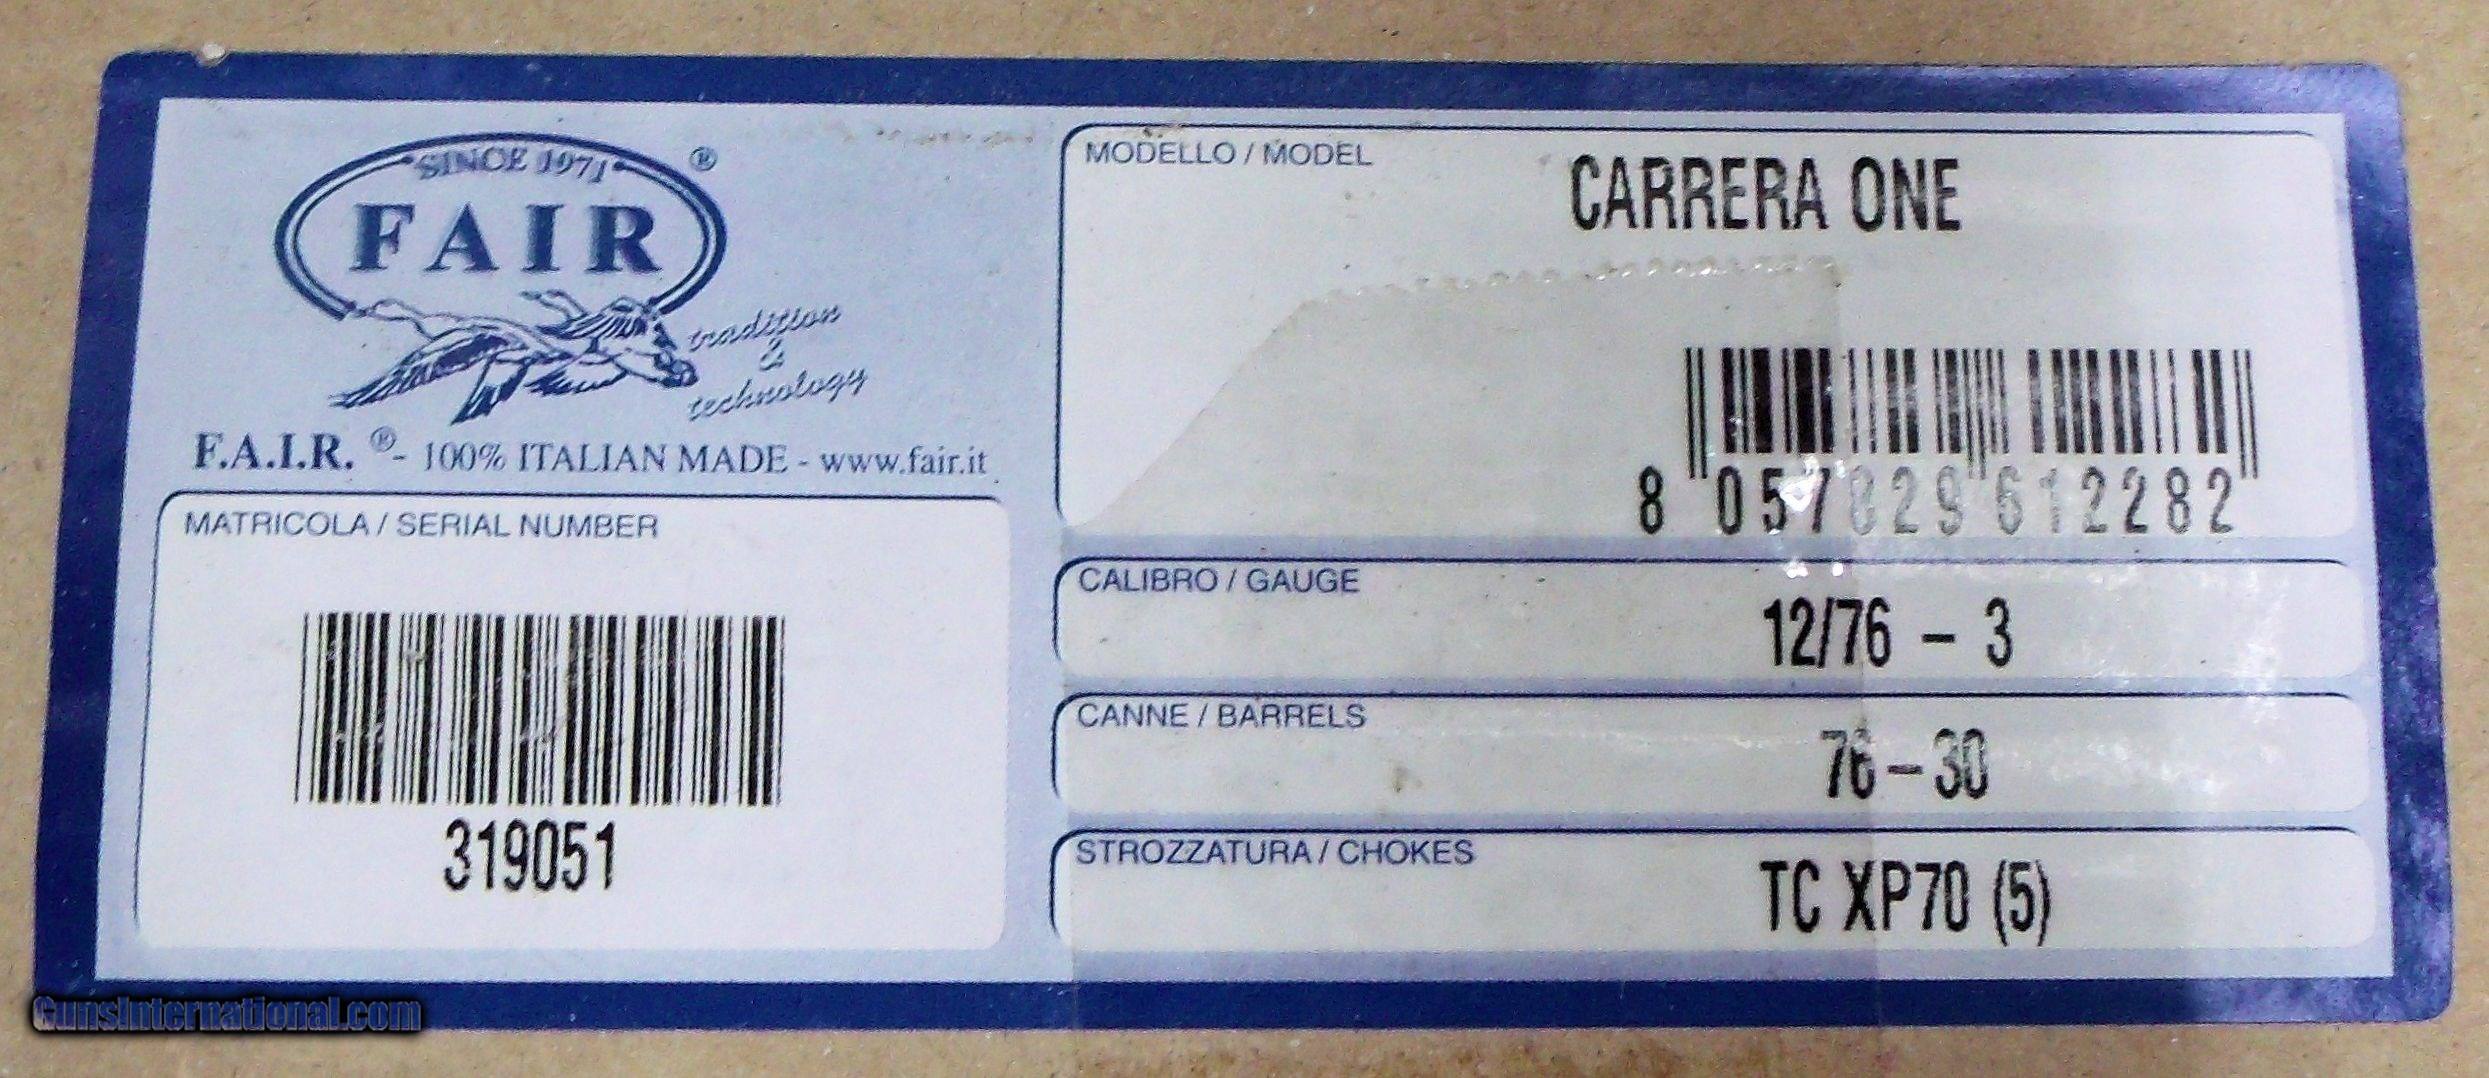 SINCE 1971
®
FAIR
tradition
&
technology
F.A.I.R. ® - 100% ITALIAN MADE - www.fair.it
MATRICOLA / SERIAL NUMBER
319051
MODELLO / MODEL
CARRERA ONE
8 057829 612282
CALIBRO / GAUGE
12/76 - 3
CANNE / BARRELS
76-30
STROZZATURA / CHOKES
TC XP70 (5)
GunsInternational.com